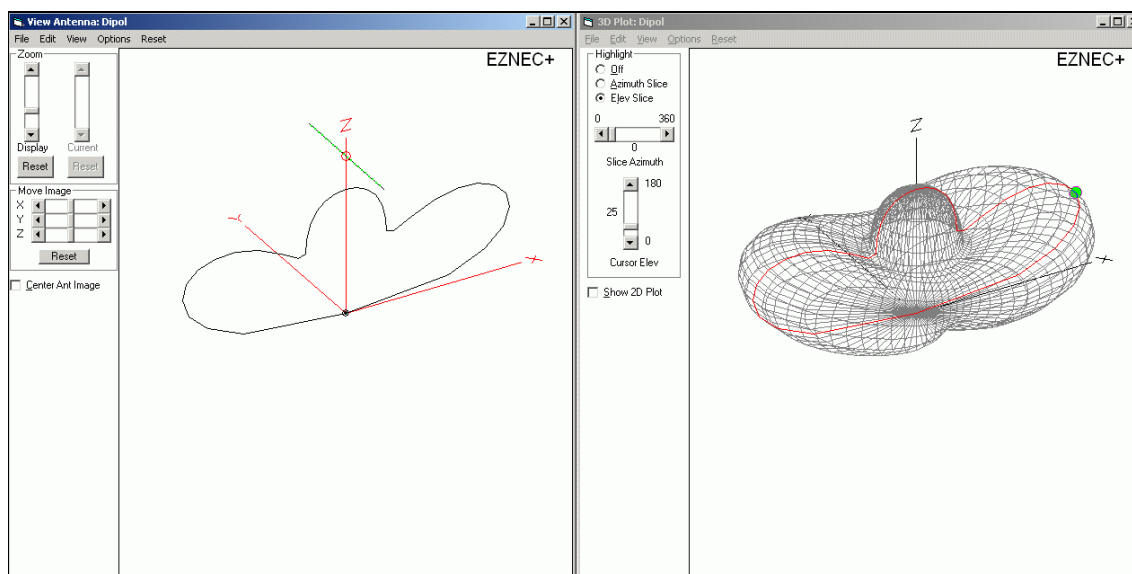 View Antenna: Dipol
File Edit View Options Reset
Zoom
Display Current
Reset Reset
Move Image
X
Y
Z
Reset
Center Ant Image
EZNEC+
Z
Y
X
3D Plot: Dipol
File Edit View Options Reset
Highlight
Off
Azimuth Slice
Elev Slice
0 360
0
Slice Azimuth
180
25
0
Cursor Elev
Show 2D Plot
EZNEC+
Z
X